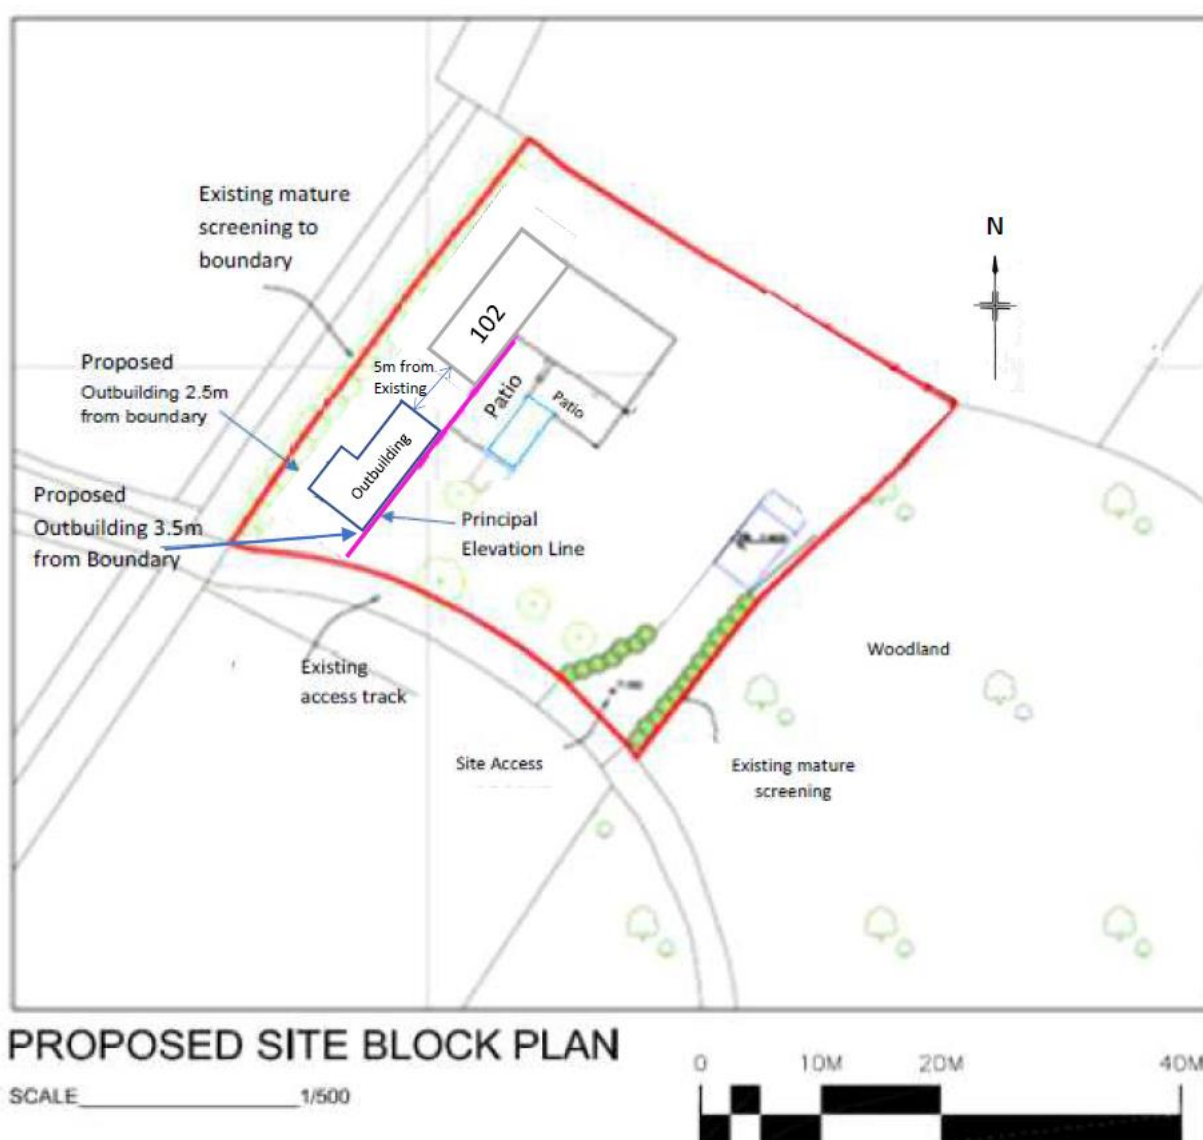 N
Existing mature
screening to
boundary
102
Proposed
Outbuilding 2.5m
from boundary
5m from
Existing
Patio
Patio
Outbuilding
Proposed
Outbuilding 3.5m
from Boundary
Principal
Elevation Line
Woodland
Existing
access track
Site Access
Existing mature
screening
PROPOSED SITE BLOCK PLAN
SCALE 1/500
0 10M 20M 40M